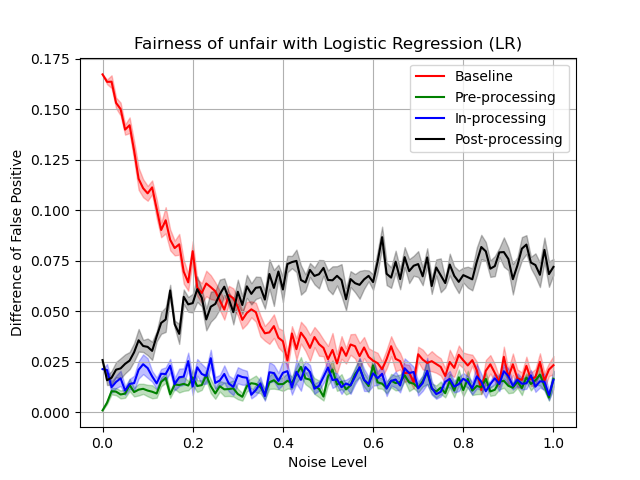 Fairness of unfair with Logistic Regression (LR)
Difference of False Positive
0.175
0.150
0.125
0.100
0.075
0.050
0.025
0.000
Baseline
Pre-processing
In-processing
Post-processing
0.0 0.2 0.4 0.6 0.8 1.0
Noise Level